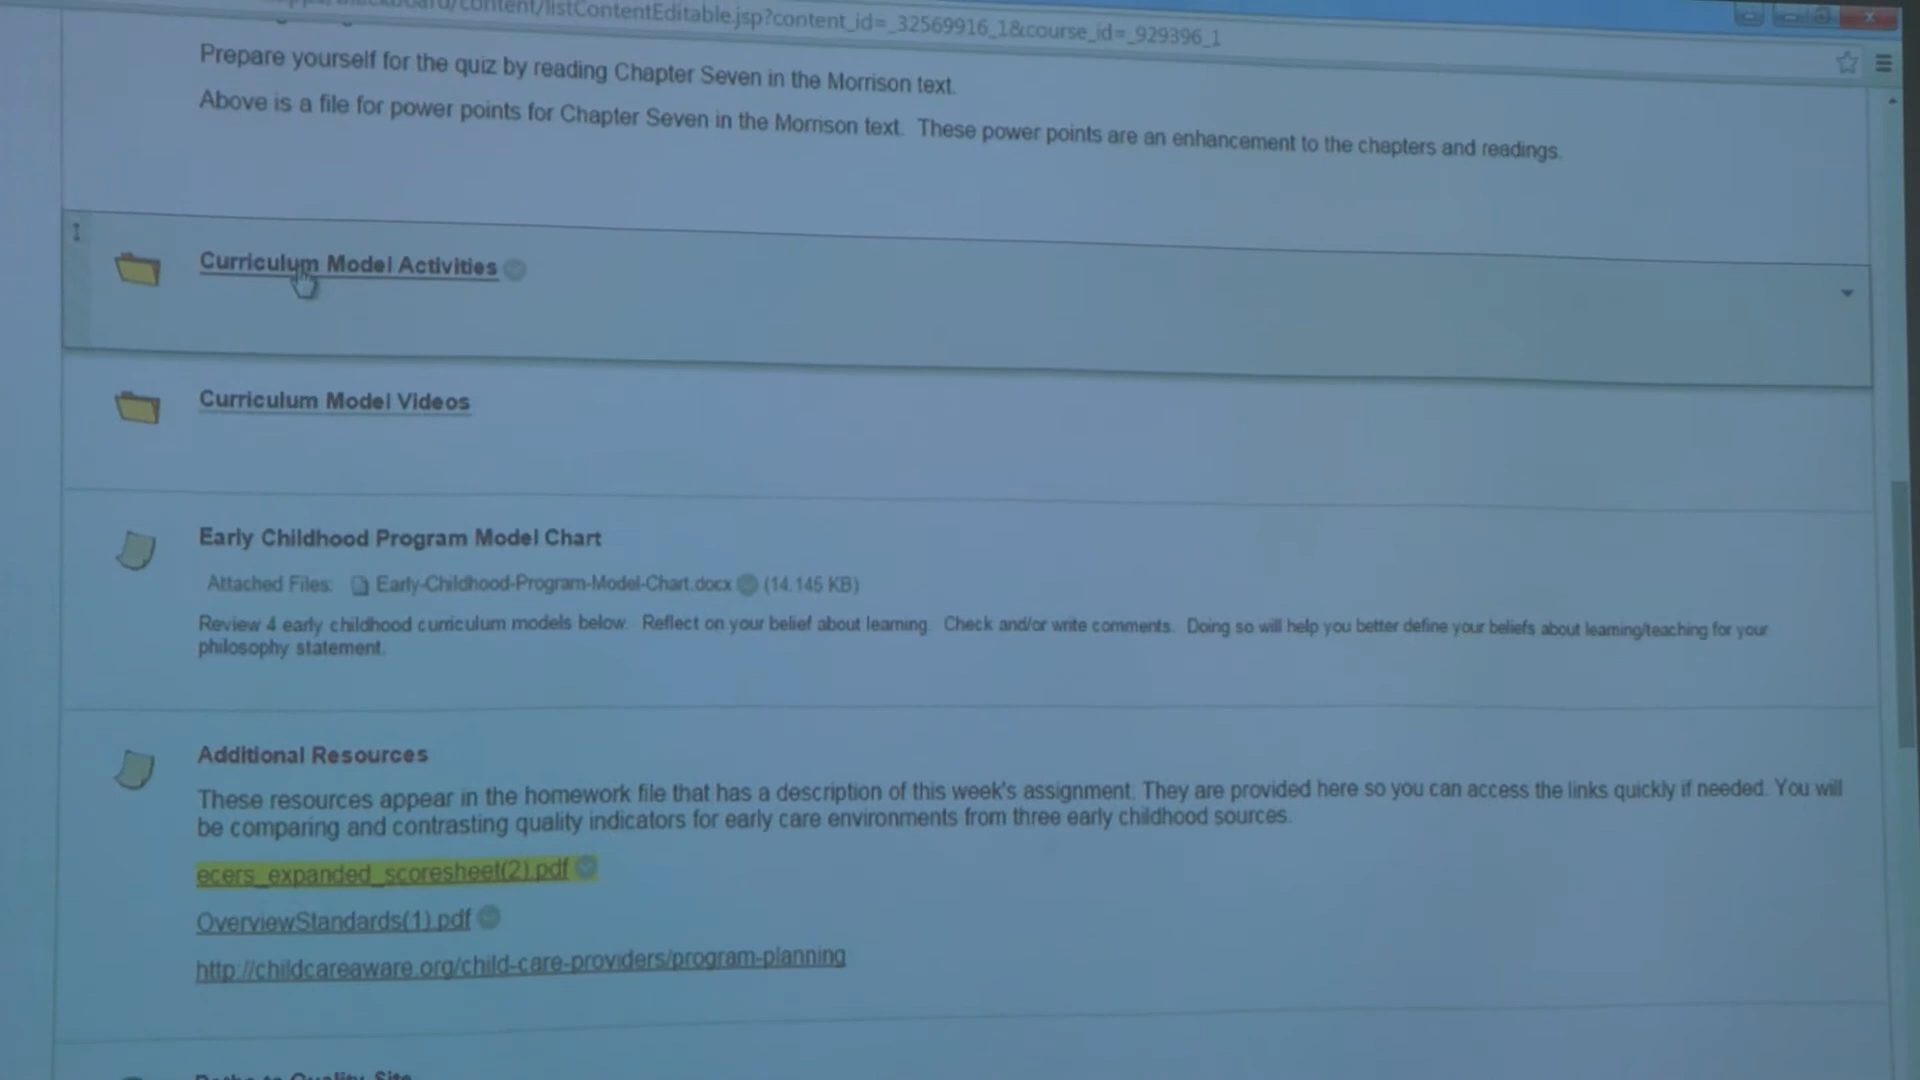 content/listContentEditable.jsp?content_id=_32569916_1&course_id=_929396_1
Prepare yourself for the quiz by reading Chapter Seven in the Morrison text.
Above is a file for power points for Chapter Seven in the Morrison text. These power points are an enhancement to the chapters and readings.
Curriculum Model Activities
Curriculum Model Videos
Early Childhood Program Model Chart
Attached Files: Early-Childhood-Program-Model-Chart.docx (14.145 KB)
Review 4 early childhood curriculum models below. Reflect on your belief about learning. Check and/or write comments. Doing so will help you better define your beliefs about learning/teaching for your
philosophy statement.
Additional Resources
These resources appear in the homework file that has a description of this week's assignment. They are provided here so you can access the links quickly if needed. You will
be comparing and contrasting quality indicators for early care environments from three early childhood sources.
ecers_expanded_scoresheet(2).pdf
OverviewStandards(1).pdf
http://childcareaware.org/child-care-providers/program-planning